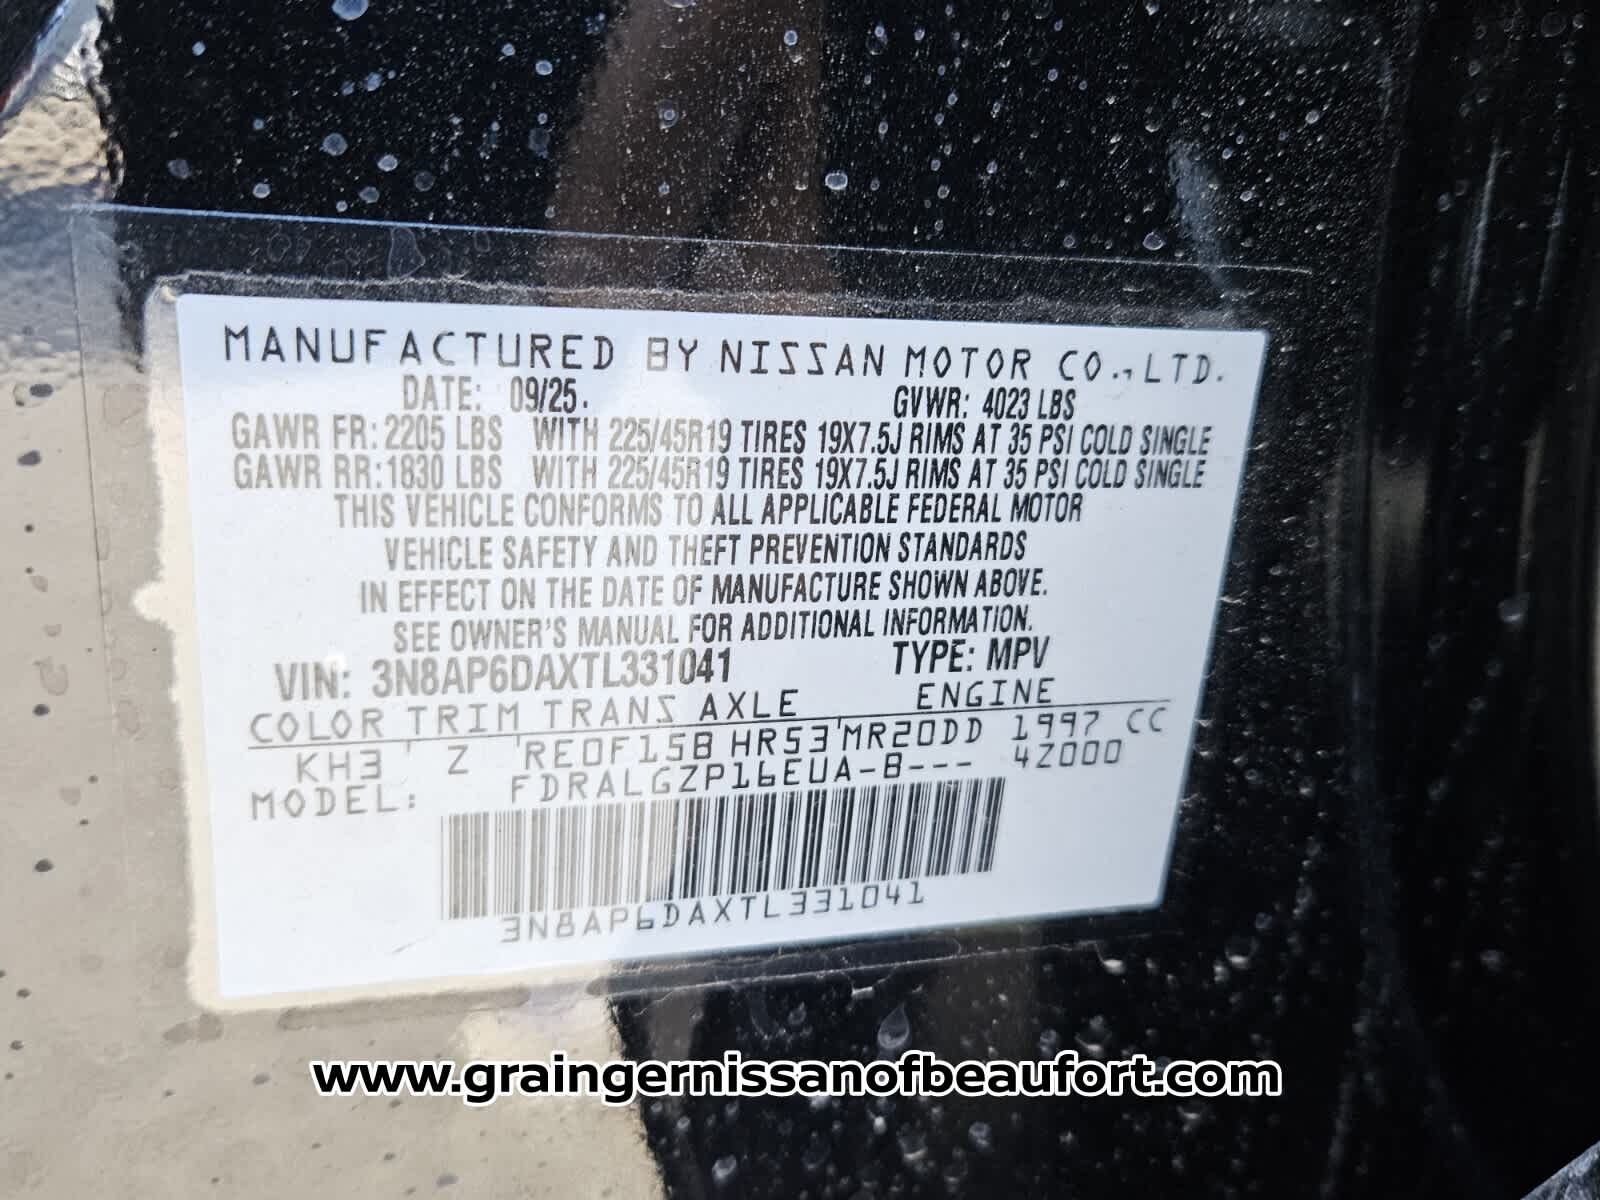 MANUFACTURED BY NISSAN MOTOR CO., LTD.
DATE: 09/25. GVWR: 4023 LBS
GAWR FR: 2205 LBS WITH 225/45R19 TIRES 19X7.5J RIMS AT 35 PSI COLD SINGLE
GAWR RR: 1830 LBS WITH 225/45R19 TIRES 19X7.5J RIMS AT 35 PSI COLD SINGLE
THIS VEHICLE CONFORMS TO ALL APPLICABLE FEDERAL MOTOR
VEHICLE SAFETY AND THEFT PREVENTION STANDARDS
IN EFFECT ON THE DATE OF MANUFACTURE SHOWN ABOVE.
SEE OWNER'S MANUAL FOR ADDITIONAL INFORMATION.
VIN: 3N8AP6DAXTL331041 TYPE: MPV
COLOR TRIM TRANS AXLE ENGINE
KH3 Z RE0F15B HR53 MR20DD 1997 CC
MODEL: FDRALGZP16EUA-B--- 4Z000
3N8AP6DAXTL331041
www.graingernissanofbeaufort.com